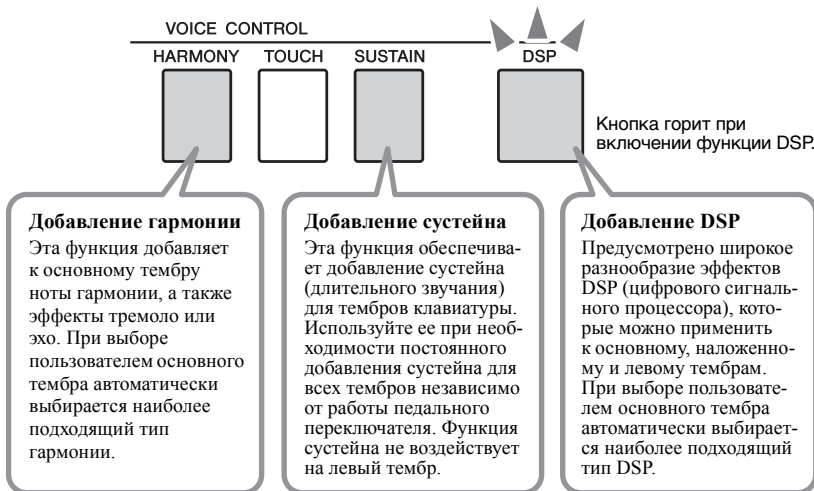 VOICE CONTROL
HARMONY
TOUCH
SUSTAIN
DSP
Кнопка горит при
включении функции DSP.
Добавление гармонии
Эта функция добавляет
к основному тембру
ноты гармонии, а также
эффекты тремоло или
эхо. При выборе
пользователем основного
тембра автоматически
выбирается наиболее
подходящий тип
гармонии.
Добавление сустейна
Эта функция обеспечива-
ет добавление сустейна
(длительного звучания)
для тембров клавиатуры.
Используйте ее при необ-
ходимости постоянного
добавления сустейна для
всех тембров независимо
от работы педального
переключателя. Функция
сустейна не воздействует
на левый тембр.
Добавление DSP
Предусмотрено широкое
разнообразие эффектов
DSP (цифрового сигналь-
ного процессора), кото-
рые можно применить
к основному, наложенно-
му и левому тембрам.
При выборе пользовате-
лем основного тембра
автоматически выбирает-
ся наиболее подходящий
тип DSP.